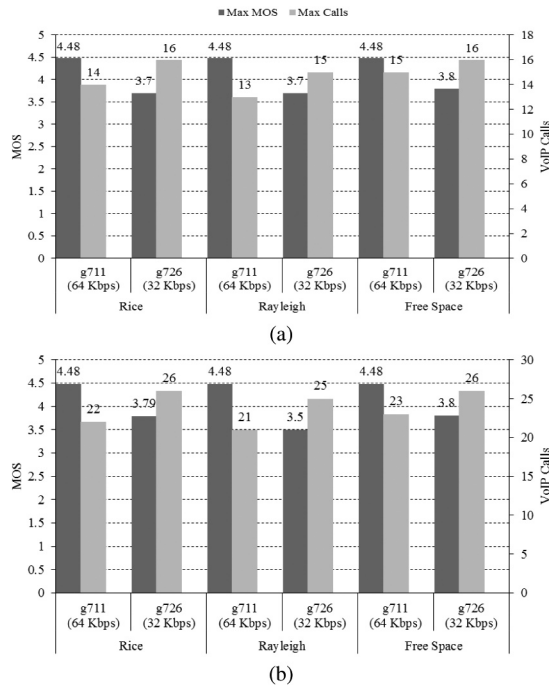 Max MOS Max Calls
5 18
4.5 16
4 14
3.5 12
3 10
2.5 8
2 6
1.5 4
1 2
0.5 0
0
MOS
VoIP Calls
4.48 14 3.7 16 4.48 13 3.7 15 4.48 15 3.8 16
g711 g726 g711 g726 g711 g726
(64 Kbps) (32 Kbps) (64 Kbps) (32 Kbps) (64 Kbps) (32 Kbps)
Rice Rayleigh Free Space
(a)
5 30
4.5 25
4 20
3.5 15
3 10
2.5 5
2 0
1.5
1
0.5
0
MOS
VoIP Calls
4.48 22 3.79 26 4.48 21 3.5 25 4.48 23 3.8 26
g711 g726 g711 g726 g711 g726
(64 Kbps) (32 Kbps) (64 Kbps) (32 Kbps) (64 Kbps) (32 Kbps)
Rice Rayleigh Free Space
(b)